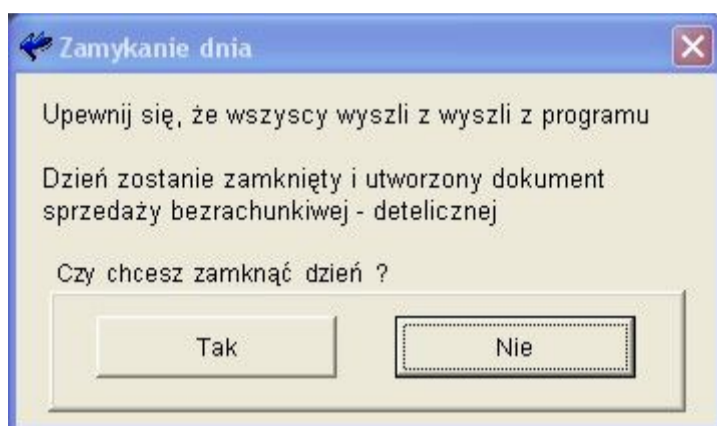 Zamykanie dnia
Upewnij się, że wszyscy wyszli z wyszli z programu
Dzień zostanie zamknięty i utworzony dokument
sprzedaży bezrachunkiwej - detelicznej
Czy chcesz zamknąć dzień ?
Tak Nie